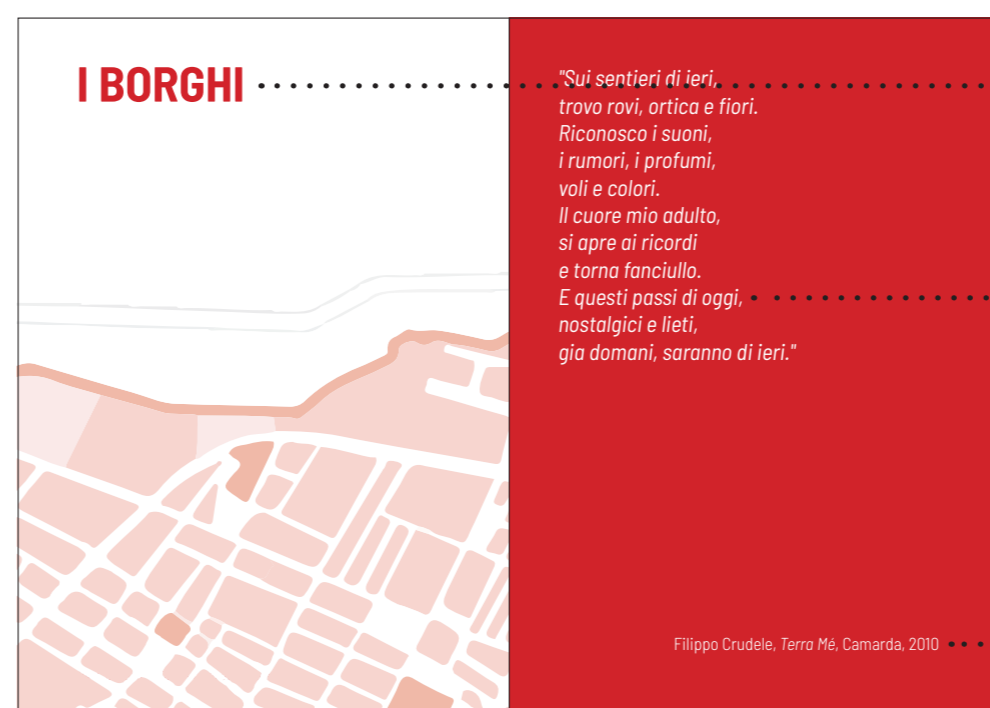 I BORGHI
"Sui sentieri di ieri,
trovo rovi, ortica e fiori.
Riconosco i suoni,
i rumori, i profumi,
voli e colori.
Il cuore mio adulto,
si apre ai ricordi
e torna fanciullo.
E questi passi di oggi,
nostalgici e lieti,
gia domani, saranno di ieri."
Filippo Crudele, Terra Mé, Camarda, 2010